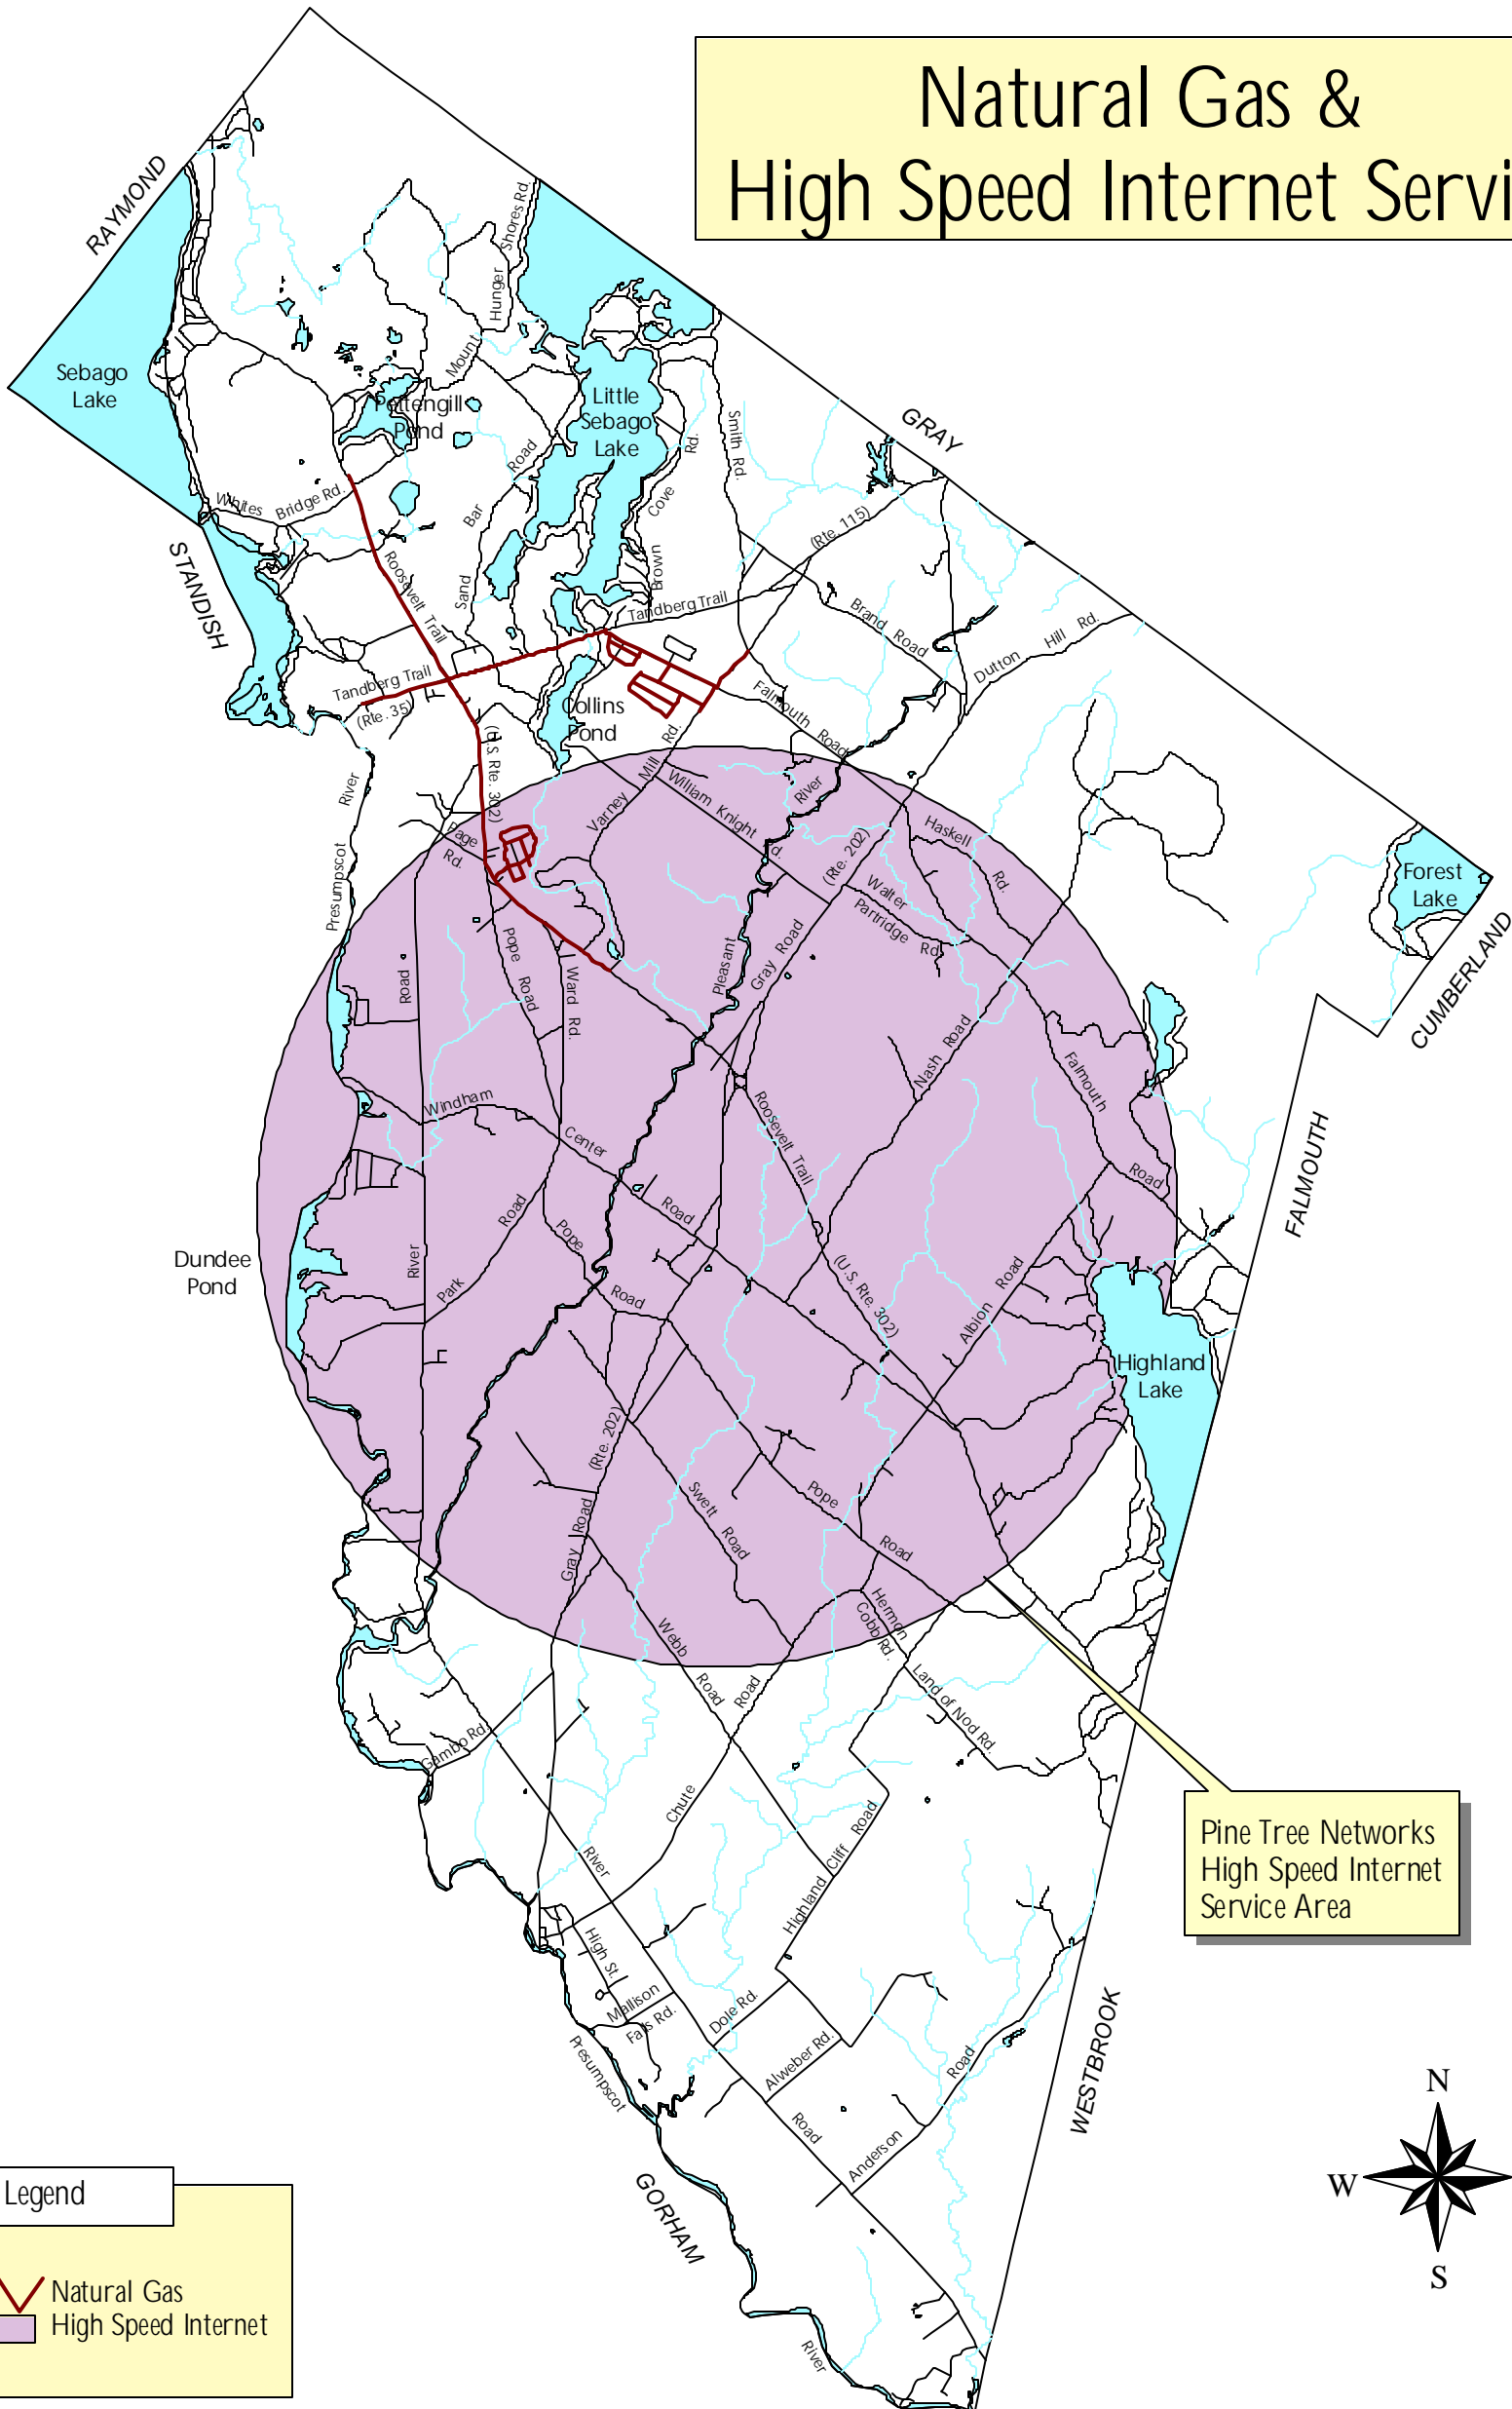 Natural Gas &
High Speed Internet Servi
RAYMOND
Shores Rd.
Hunger
Mount
Sebago
Lake
Pettengill
Pond
Little
Sebago
Lake
GRAY
Smith Rd.
Rd.
Cove
Brown
Road
Bar
Sand
Whites Bridge Rd.
(Rte. 115)
STANDISH
Roosevelt Trail
Tandberg Trail
Brand Road
Dutton Hill Rd.
Tandberg Trail
(Rte. 35)
Collins
Pond
Falmouth Road
(U.S. Rte. 302)
Varney Mill Rd.
William Knight Rd.
River
River
Presumpscot
Page
Rd.
(Rte. 202)
Haskell Rd.
Walter
Partridge Rd.
Forest
Lake
CUMBERLAND
Pope Road
Ward Rd.
Road
Pleasant
Gray Road
Nash Road
Falmouth
Road
FALMOUTH
Windham
Center
Road
Roosevelt Trail
(U.S. Rte. 302)
Dundee
Pond
River
Park
Road
Pope
Road
Albion Road
Highland
Lake
(Rte. 202)
Gray Road
Swett Road
Pope
Road
Hermon
Cobb Rd.
Webb
Road
Road
Chute
Land of Nod Rd.
Gambo Rd.
River
Highland Cliff Road
Pine Tree Networks
High Speed Internet
Service Area
High St.
Mallison
Falls Rd.
Dole Rd.
Alweber Rd.
Presumpscot
Road
Anderson
Road
WESTBROOK
GORHAM
River
N
W
S
Legend
Natural Gas
High Speed Internet